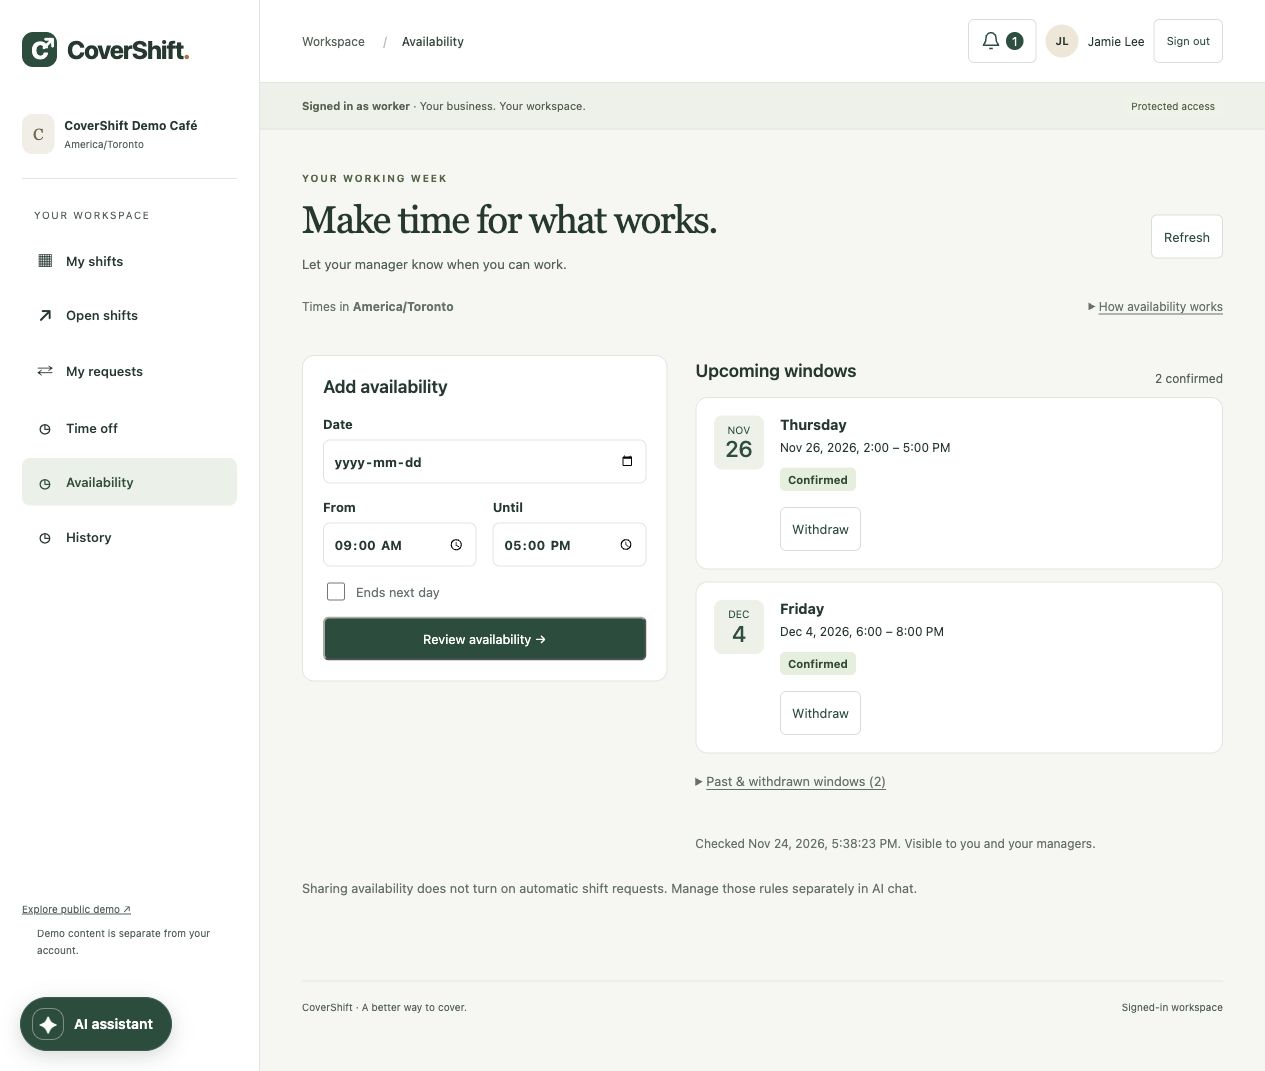 CoverShift.
CoverShift Demo Café
America/Toronto
YOUR WORKSPACE
My shifts
Open shifts
My requests
Time off
Availability
History
Explore public demo ↗
Demo content is separate from your
account.
AI assistant
Workspace / Availability
1
JL
Jamie Lee
Sign out
Signed in as worker · Your business. Your workspace.
Protected access
YOUR WORKING WEEK
Make time for what works.
Let your manager know when you can work.
Refresh
Times in America/Toronto
How availability works
Add availability
Date
yyyy-mm-dd
From
Until
09:00 AM
05:00 PM
Ends next day
Review availability →
Upcoming windows
2 confirmed
NOV
26
Thursday
Nov 26, 2026, 2:00 – 5:00 PM
Confirmed
Withdraw
DEC
4
Friday
Dec 4, 2026, 6:00 – 8:00 PM
Confirmed
Withdraw
Past & withdrawn windows (2)
Checked Nov 24, 2026, 5:38:23 PM. Visible to you and your managers.
Sharing availability does not turn on automatic shift requests. Manage those rules separately in AI chat.
CoverShift · A better way to cover.
Signed-in workspace